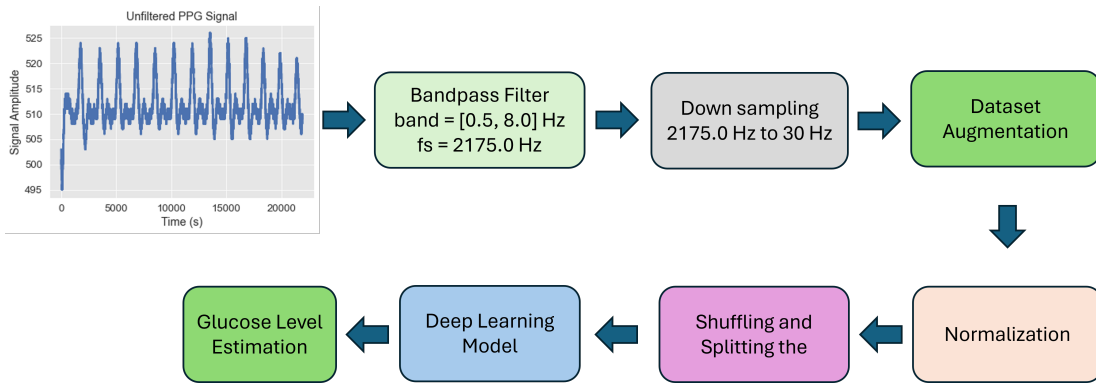 Unfiltered PPG Signal
525
520
515
510
505
500
495
Signal Amplitude
0 5000 10000 15000 20000
Time (s)
Bandpass Filter
band = [0.5, 8.0] Hz
fs = 2175.0 Hz
Down sampling
2175.0 Hz to 30 Hz
Dataset
Augmentation
Glucose Level
Estimation
Deep Learning
Model
Shuffling and
Splitting the
Normalization